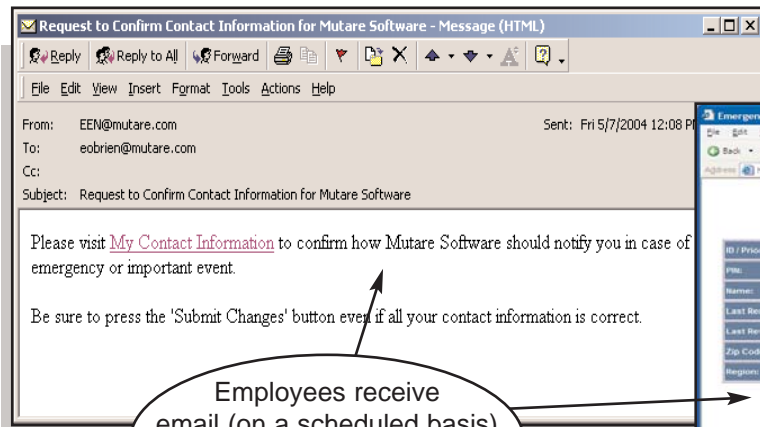 Request to Confirm Contact Information for Mutare Software - Message (HTML)
Reply Reply to All Forward
File Edit View Insert Format Tools Actions Help
From: EEN@mutare.com Sent: Fri 5/7/2004 12:08 P
To: eobrien@mutare.com
Cc:
Subject: Request to Confirm Contact Information for Mutare Software
Please visit My Contact Information to confirm how Mutare Software should notify you in case of
emergency or important event.
Be sure to press the 'Submit Changes' button even if all your contact information is correct.
Employees receive
email (on a scheduled basis)
Emergen
File Edit
Back
Address
ID / Prio
PIN:
Name:
Last Re
Last Re
Zip Cod
Region: